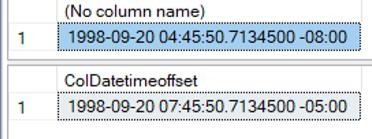 (No column name)
1 1998-09-20 04:45:50.7134500 -08:00
ColDatetimeoffset
1 1998-09-20 07:45:50.7134500 -05:00